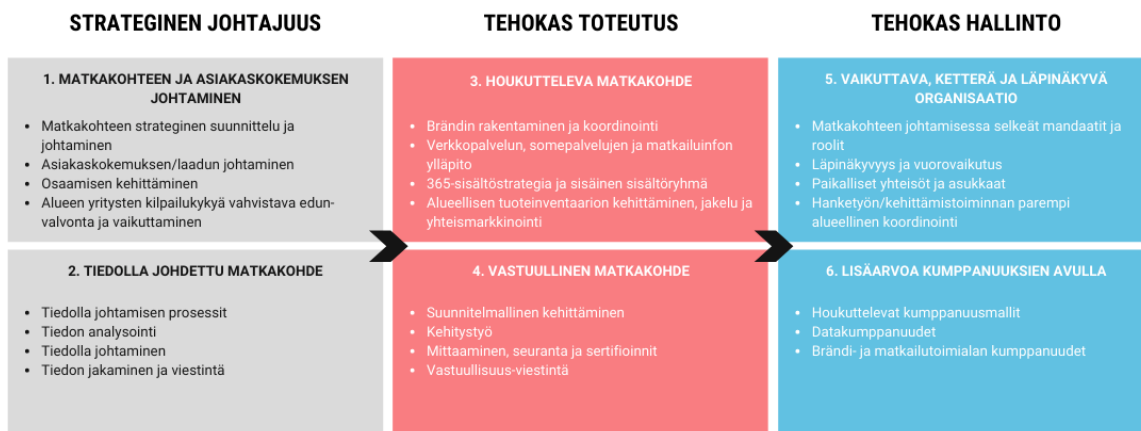 STRATEGINEN JOHTAJUUS
1. MATKAKOHTEEN JA ASIAKASKOKEMUKSEN
JOHTAMINEN
• Matkakohteen strateginen suunnittelu ja
johtaminen
• Asiakaskokemuksen/laadun johtaminen
• Osaamisen kehittäminen
• Alueen yritysten kilpailukykyä vahvistava edun-
valvonta ja vaikuttaminen
2. TIEDOLLA JOHDETTU MATKAKOHDE
• Tiedolla johtamisen prosessit
• Tiedon analysointi
• Tiedolla johtaminen
• Tiedon jakaminen ja viestintä
TEHOKAS TOTEUTUS
3. HOUKUTTELEVA MATKAKOHDE
• Brändin rakentaminen ja koordinointi
• Verkkopalvelun, somepalvelujen ja matkailuinfon
ylläpito
• 365-sisältöstrategia ja sisäinen sisältöryhmä
• Alueellisen tuoteinventaarion kehittäminen, jakelu ja
yhteismarkkinointi
4. VASTUULLINEN MATKAKOHDE
• Suunnitelmallinen kehittäminen
• Kehitystyö
• Mittaaminen, seuranta ja sertifioinnit
• Vastuullisuus-viestintä
TEHOKAS HALLINTO
5. VAIKUTTAVA, KETTERÄ JA LÄPINÄKYVÄ
ORGANISAATIO
• Matkakohteen johtamisessa selkeät mandaatit ja
roolit
• Läpinäkyvyys ja vuorovaikutus
• Paikalliset yhteisöt ja asukkaat
• Hanketyön/kehittämistoiminnan parempi
alueellinen koordinointi
6. LISÄARVOA KUMPPANUUKSIEN AVULLA
• Houkuttelevat kumppanuusmallit
• Datakumppanuudet
• Brändi- ja matkailutoimialan kumppanuudet